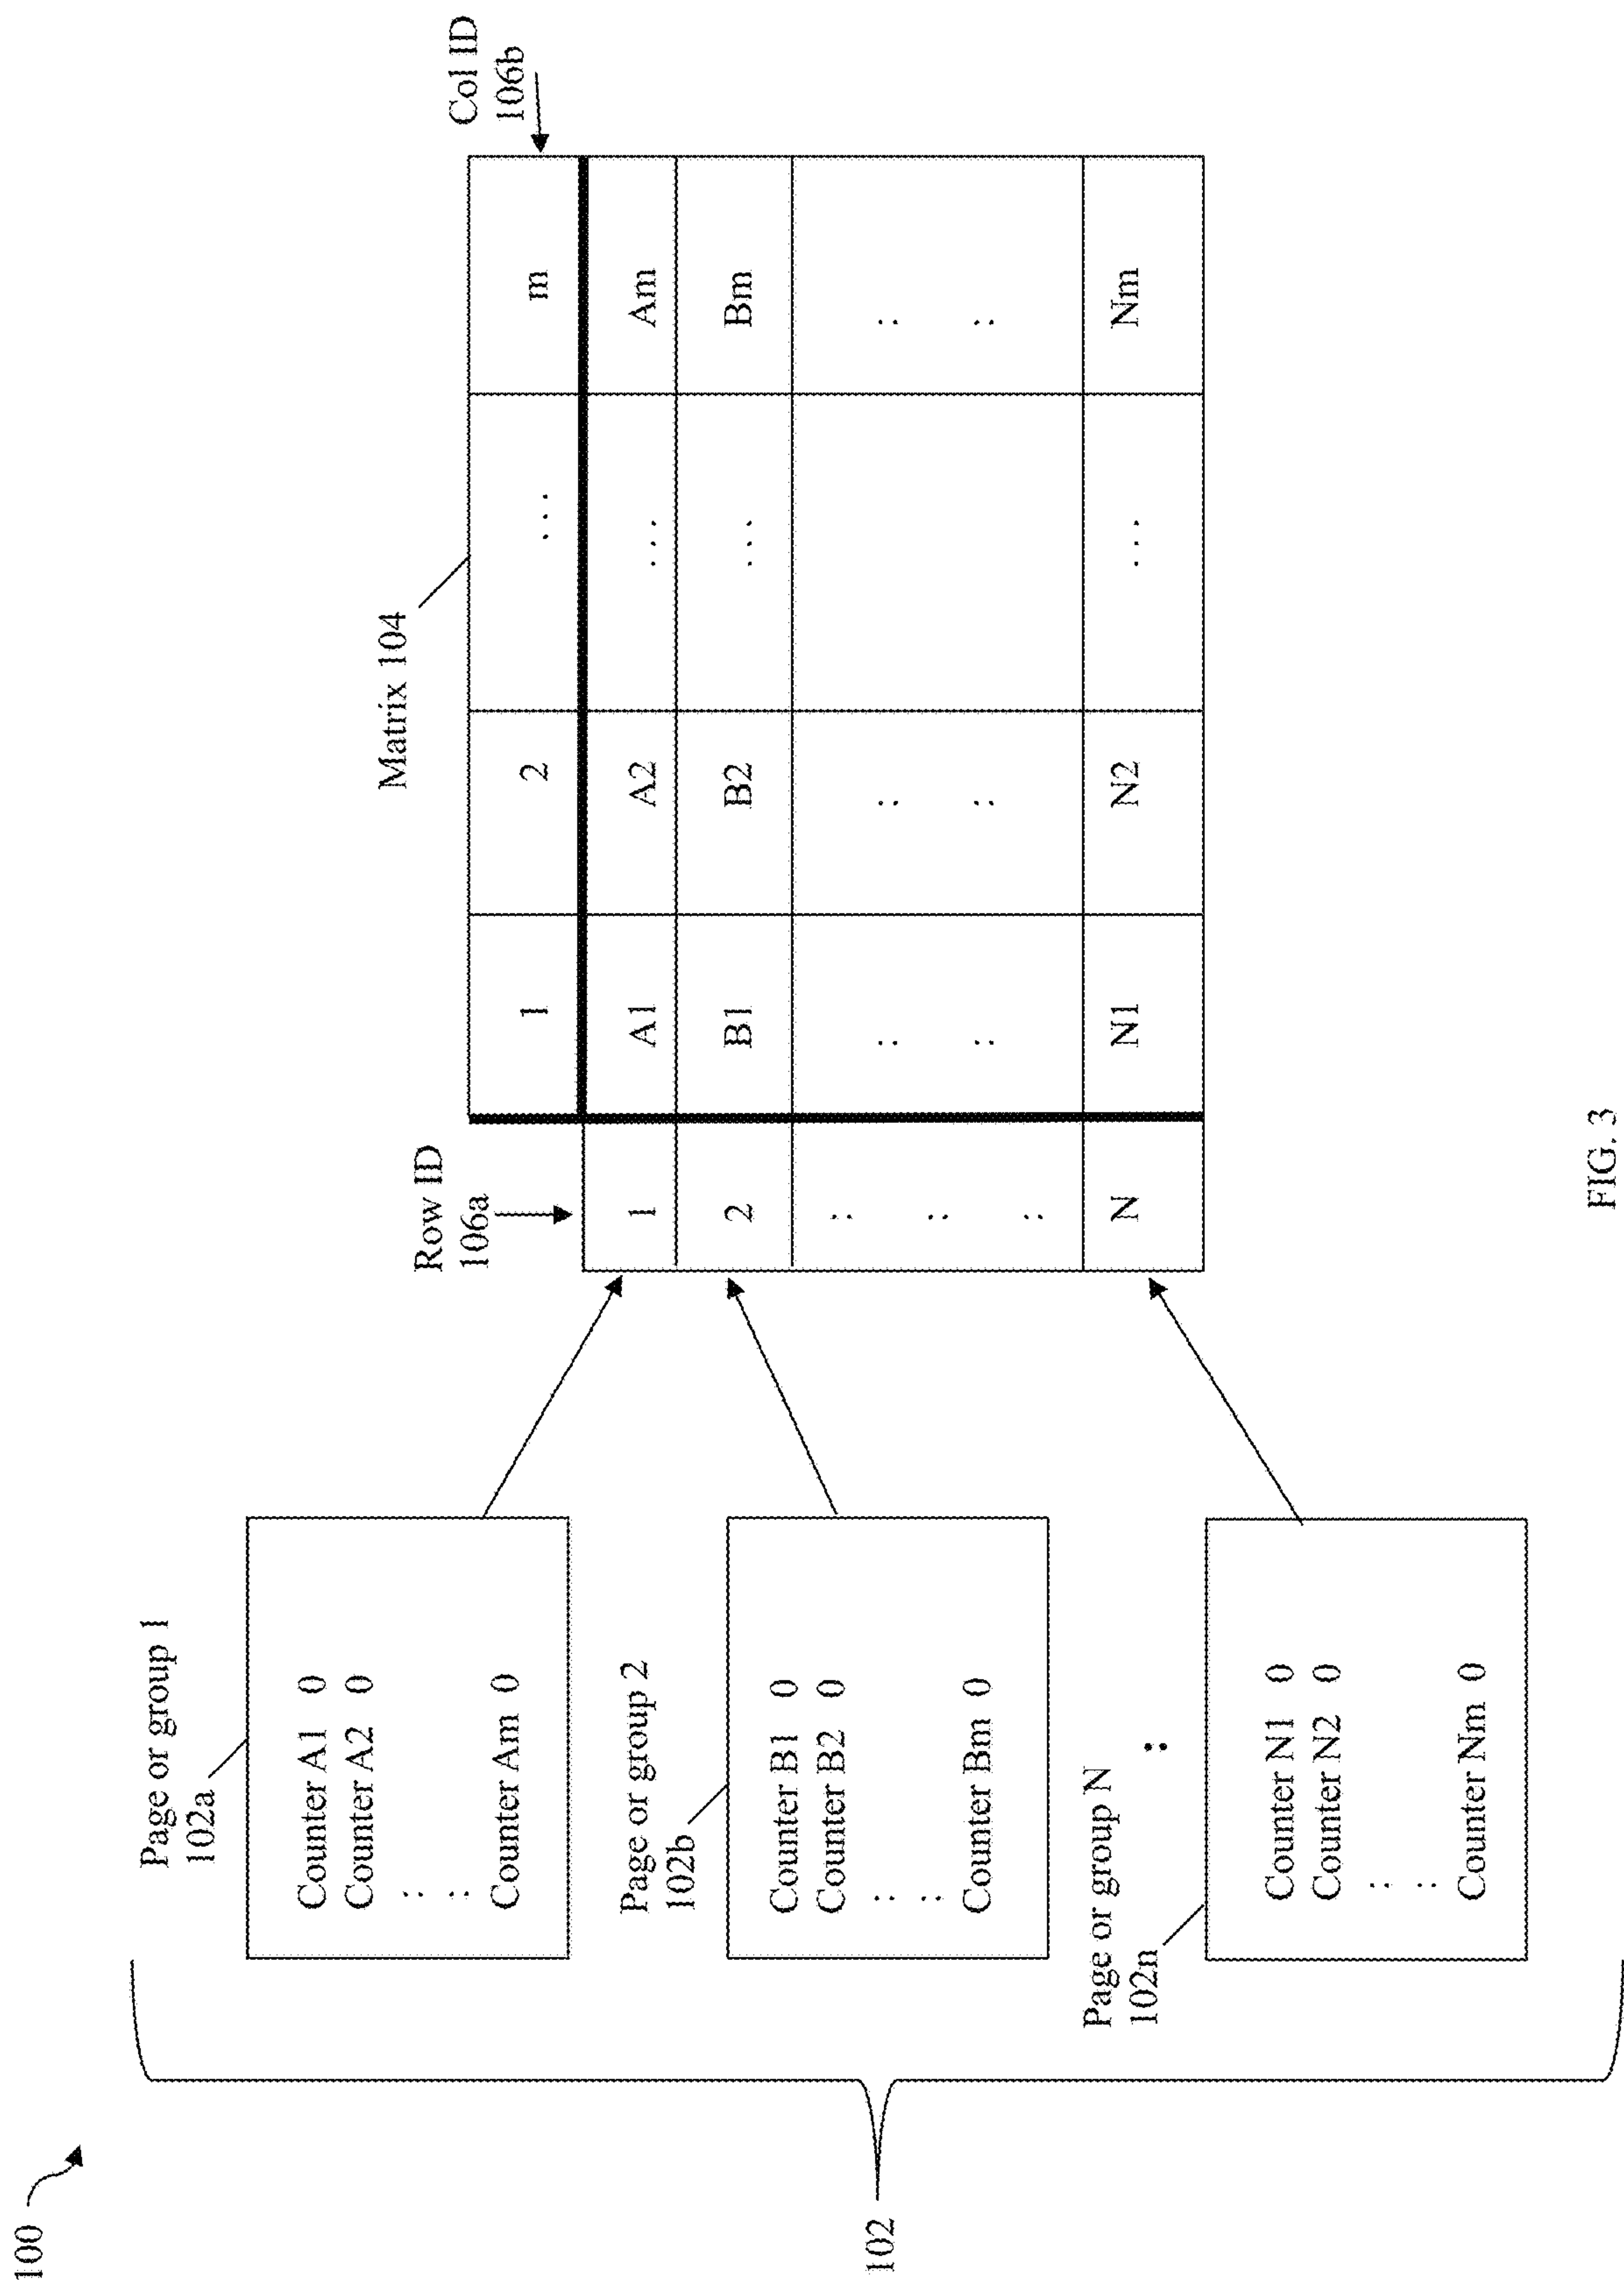 100
102
Page or group 1
102a
Counter A1 0
Counter A2 0
: 
:
Counter Am 0
Page or group 2
102b
Counter B1 0
Counter B2 0
:
:
Counter Bm 0
:
Page or group N
102n
Counter N1 0
Counter N2 0
:
:
Counter Nm 0
Matrix 104
Row ID
106a
Col ID
106b
1 2 ... m
1 A1 A2 ... Am
2 B1 B2 ... Bm
:
: : : :
: : : :
N N1 N2 ... Nm
FIG. 3